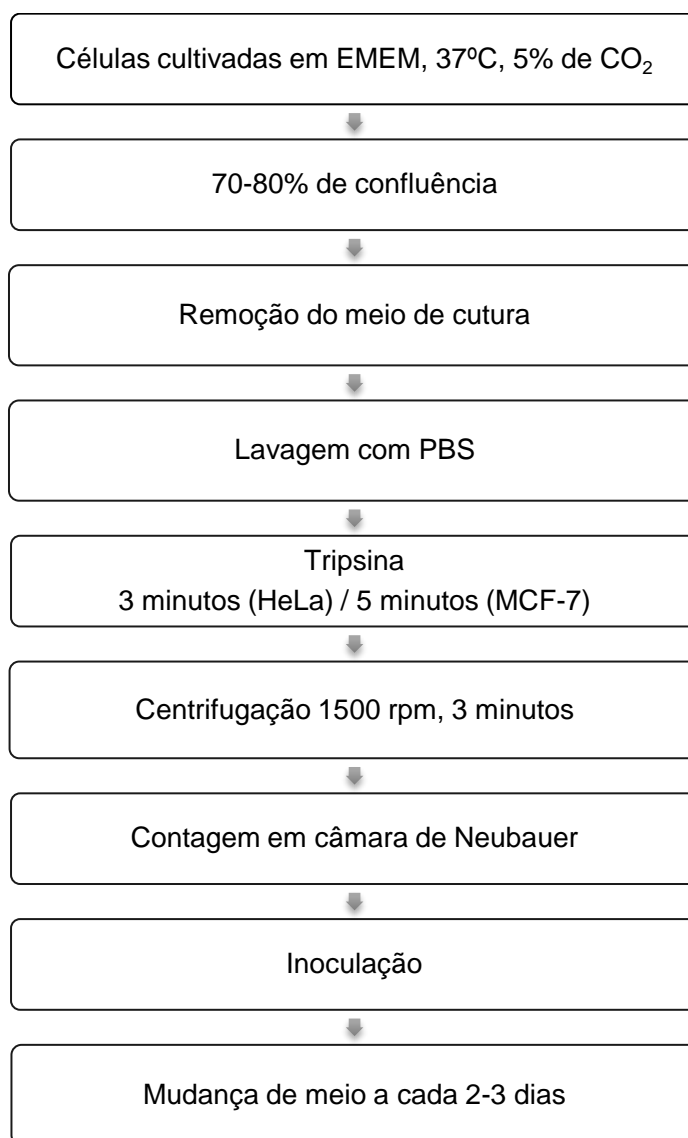 Células cultivadas em EMEM, 37ºC, 5% de CO₂
70-80% de confluência
Remoção do meio de cutura
Lavagem com PBS
Tripsina
3 minutos (HeLa) / 5 minutos (MCF-7)
Centrifugação 1500 rpm, 3 minutos
Contagem em câmara de Neubauer
Inoculação
Mudança de meio a cada 2-3 dias